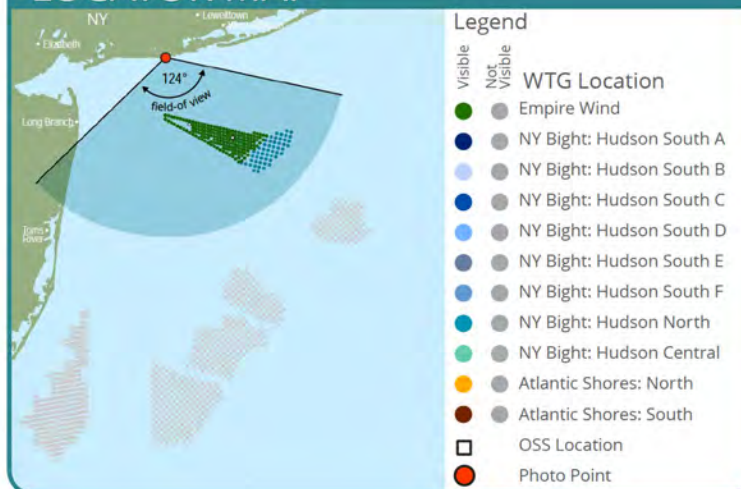 NY
Leweltown
Elizabeth
124°
field-of view
Long Branch
Toms
River
Legend
Visible
Not
Visible
WTG Location
Empire Wind
NY Bight: Hudson South A
NY Bight: Hudson South B
NY Bight: Hudson South C
NY Bight: Hudson South D
NY Bight: Hudson South E
NY Bight: Hudson South F
NY Bight: Hudson North
NY Bight: Hudson Central
Atlantic Shores: North
Atlantic Shores: South
OSS Location
Photo Point